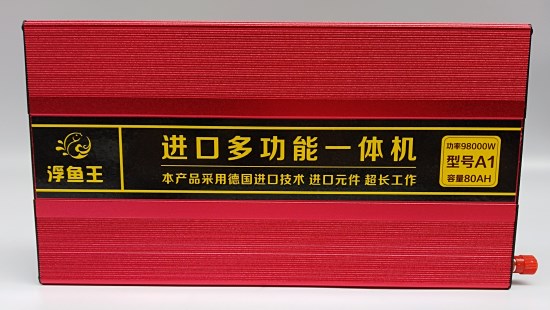 浮鱼王
进口多功能一体机
本产品采用德国进口技术 进口元件 超长工作
功率98000W
型号A1
容量80AH